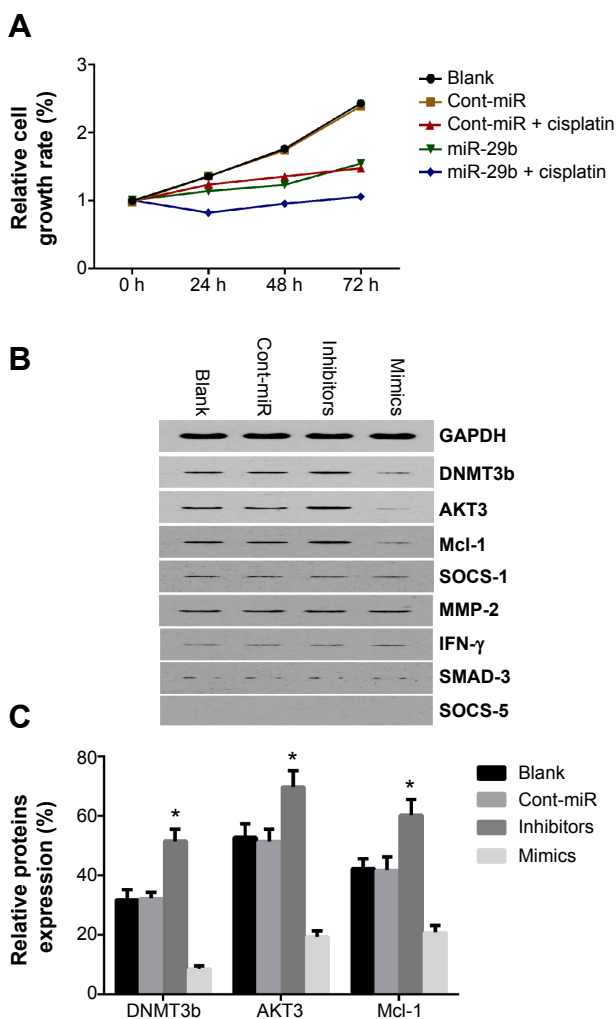 A
Relative cell
growth rate (%)
3
2
1
0
0 h 24 h 48 h 72 h
Blank
Cont-miR
Cont-miR + cisplatin
miR-29b
miR-29b + cisplatin
B
Blank
Cont-miR
Inhibitors
Mimics
GAPDH
DNMT3b
AKT3
Mcl-1
SOCS-1
MMP-2
IFN-γ
SMAD-3
SOCS-5
C
Relative proteins
expression (%)
80
60
40
20
0
* * *
DNMT3b AKT3 Mcl-1
Blank
Cont-miR
Inhibitors
Mimics